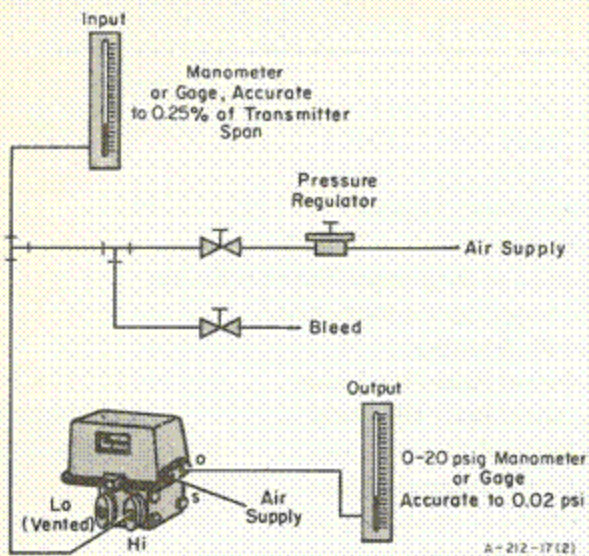 Input
Manometer
or Gage, Accurate
to 0.25% of Transmitter
Span
Pressure
Regulator
Air Supply
Bleed
Output
0-20 psig Manometer
or Gage
Accurate to 0.02 psi
o
s
Air
Supply
Lo
(Vented)
Hi
A-212-17(2)